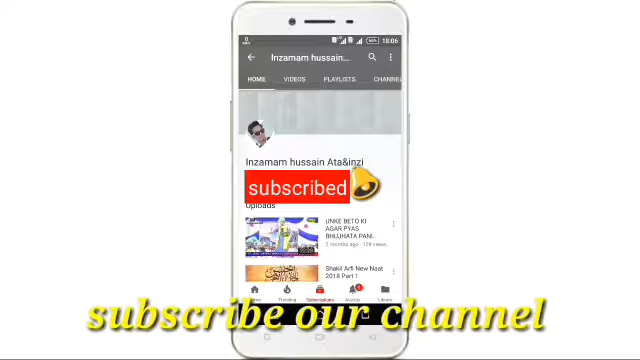 18:06
Inzamam hussain...
HOME VIDEOS PLAYLISTS CHANNEL
Inzamam hussain Ata&inzi
subscribed
Uploads
UNKE BETO KI
AGAR PYAS
BHUJHATA PANI..
2 months ago · 129 views
Shakil Arfi New Naat
2018 Part 1
Trending Subscriptions
subscribe our channel